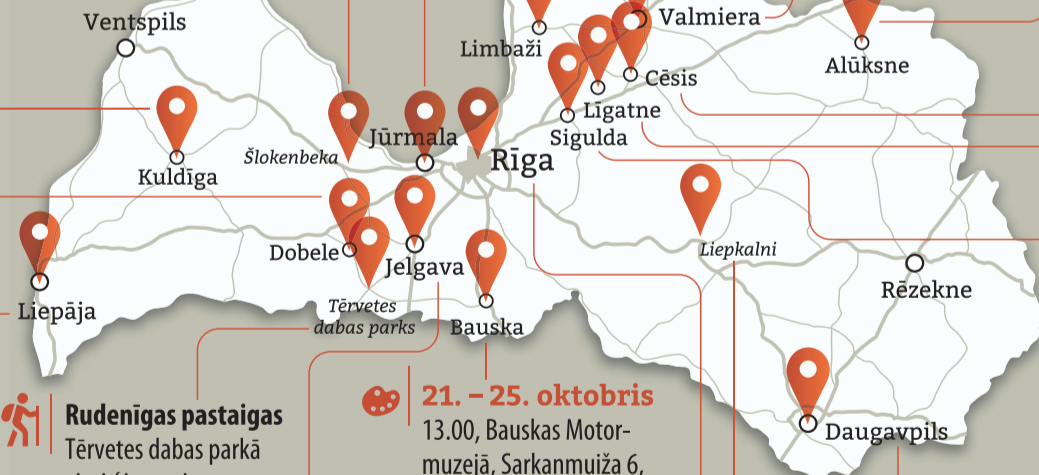 Ventspils
Valmiera
Limbaži
Alūksne
Cēsis
Līgatne
Jūrmala
Sigulda
Šlokenbeka
Rīga
Kuldīga
Liepkalni
Dobele
Jelgava
Rēzekne
Liepāja
Tērvetes
dabas parks
Bauska
Daugavpils
Rudenīgas pastaigas
Tērvetes dabas parkā
21. – 25. oktobris
13.00, Bauskas Motor-
muzejā, Sarkanmuiža 6,